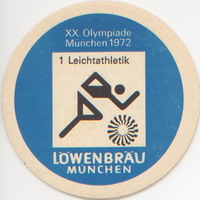 XX. Olympiade
München 1972
1 Leichtathletik
LÖWENBRÄU
MÜNCHEN